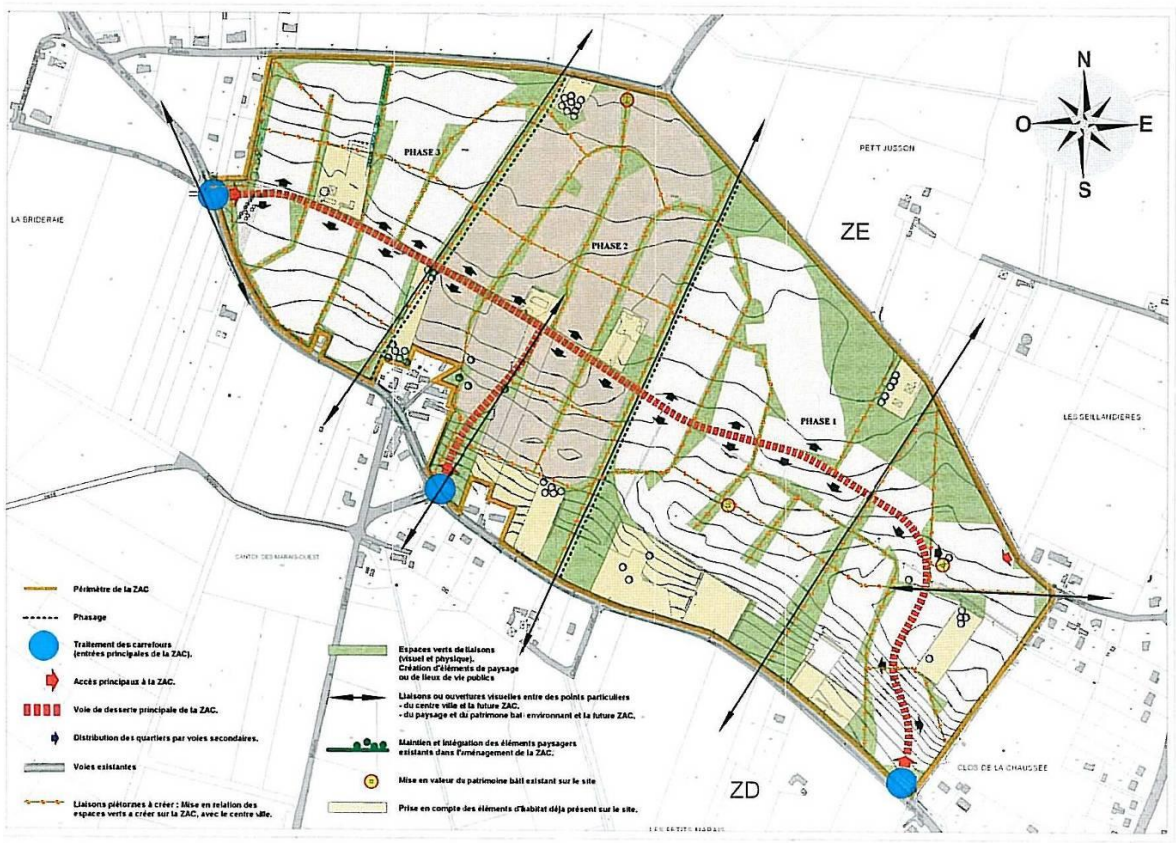 N
O
E
S
PETIT JUSSON
ZE
PHASE 3
PHASE 2
PHASE 1
LA BRIDERAIE
LES SEILLANDIERES
CANTON DES MARAIS OUEST
CLOS DE LA CHAUSSÉE
ZD
LES PETITS MARAIS
Périmètre de la ZAC
Phasage
Traitement des carrefours
(entrées principales de la ZAC).
Accès principaux à la ZAC.
Voie de desserte principale de la ZAC.
Distribution des quartiers par voies secondaires.
Voies existantes
Liaisons piétonnes à créer : Mise en relation des
espaces verts a créer sur la ZAC, avec le centre ville.
Espaces verts de liaisons
(visuel et physique).
Création d'éléments de paysage
ou de lieux de vie publics
Liaisons ou ouvertures visuelles entre des points particuliers
- du centre ville et la future ZAC.
- du paysage et du patrimone bati environnant et la future ZAC.
Maintien et intégration des éléments paysagers
existants dans l'aménagement de la ZAC.
Mise en valeur du patrimoine bâti existant sur le site
Prise en compte des éléments d'habitat déja présent sur le site.